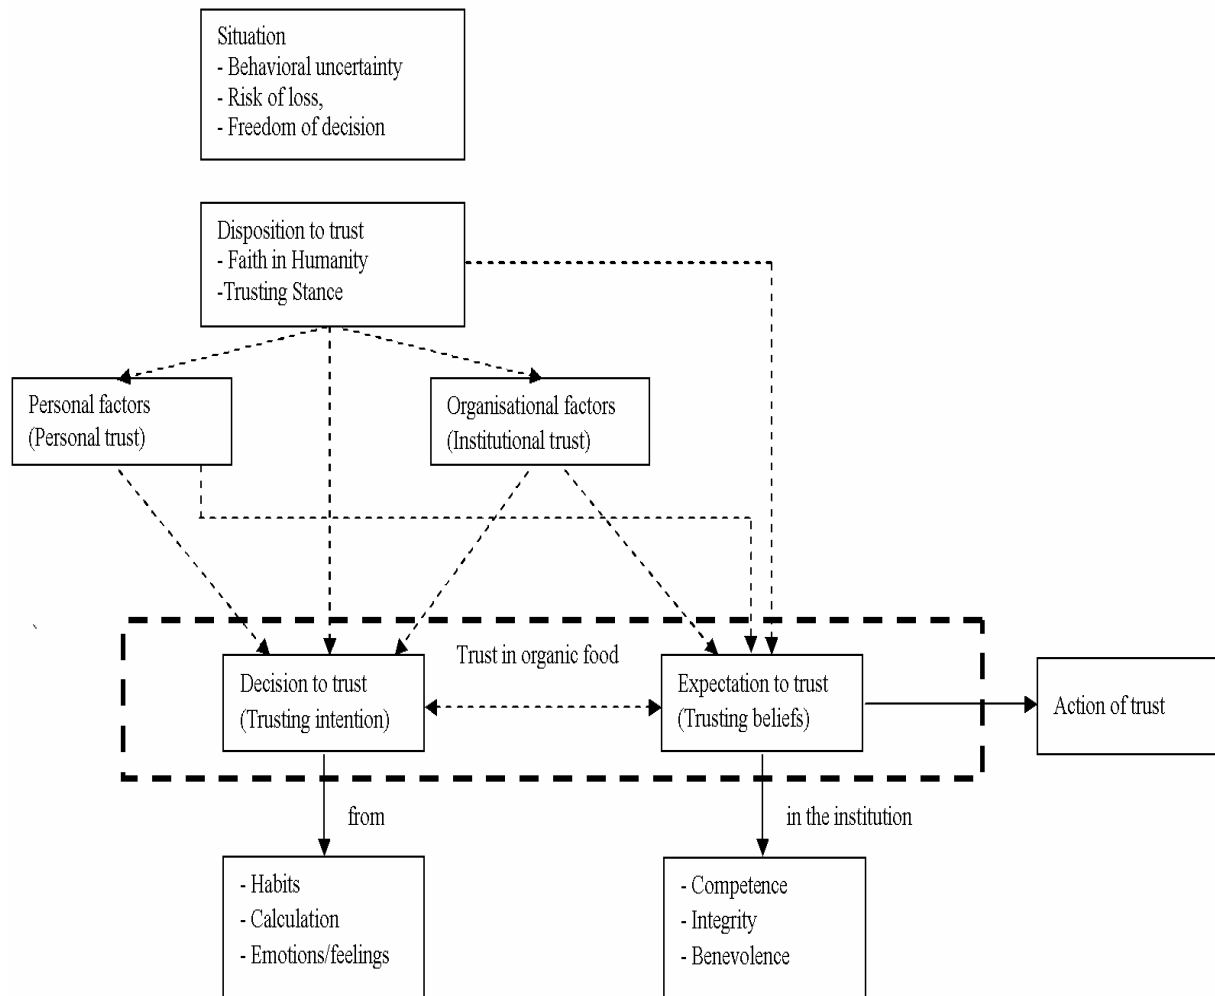 Situation
- Behavioral uncertainty
- Risk of loss,
- Freedom of decision
Disposition to trust
- Faith in Humanity
-Trusting Stance
Personal factors
(Personal trust)
Organisational factors
(Institutional trust)
Trust in organic food
Decision to trust
(Trusting intention)
Expectation to trust
(Trusting beliefs)
Action of trust
from
in the institution
- Habits
- Calculation
- Emotions/feelings
- Competence
- Integrity
- Benevolence